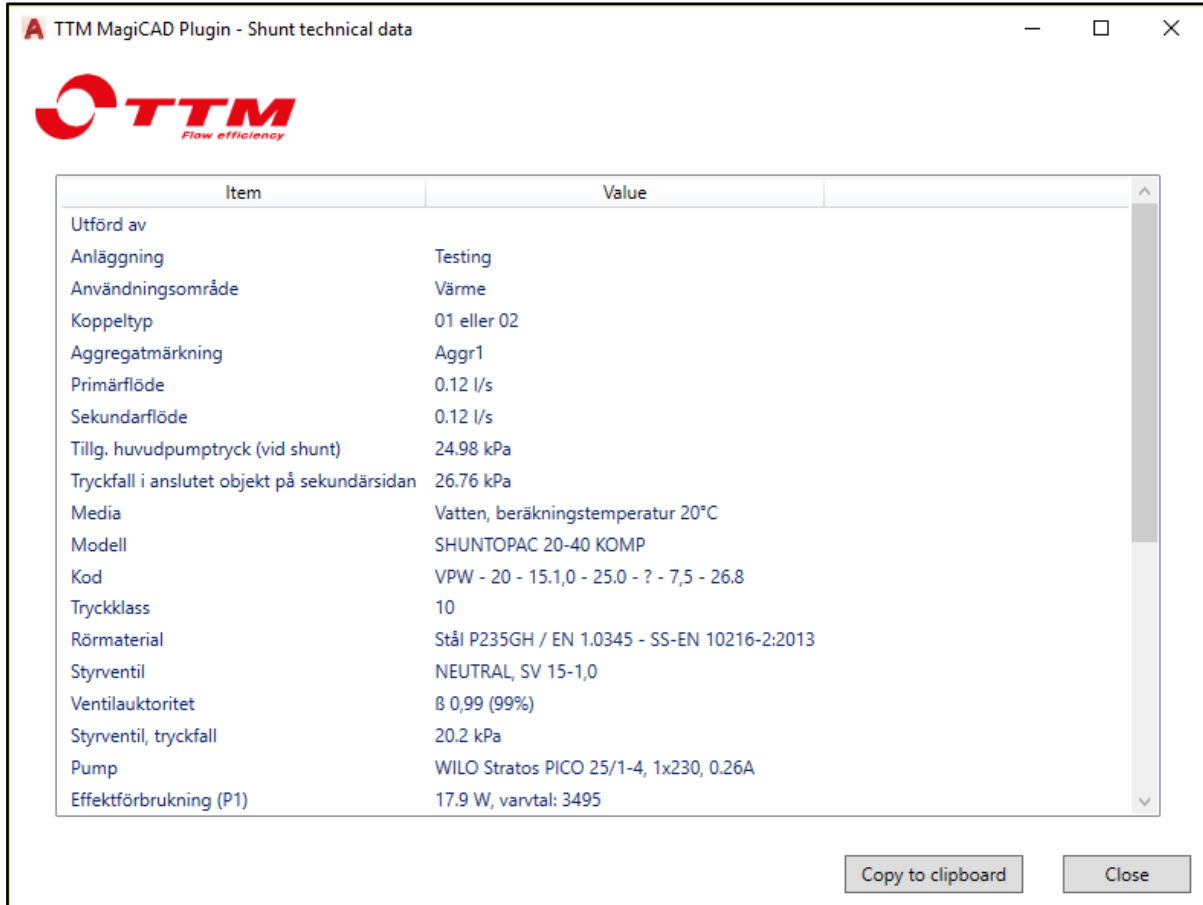 TTM MagiCAD Plugin - Shunt technical data
TTM
Flow efficiency
Item Value
Utförd av
Anläggning Testing
Användningsområde Värme
Koppeltyp 01 eller 02
Aggregatmärkning Aggr1
Primärflöde 0.12 l/s
Sekundarflöde 0.12 l/s
Tillg. huvudpumptryck (vid shunt) 24.98 kPa
Tryckfall i anslutet objekt på sekundärsidan 26.76 kPa
Media Vatten, beräkningstemperatur 20°C
Modell SHUNTOPAC 20-40 KOMP
Kod VPW - 20 - 15.1,0 - 25.0 - ? - 7,5 - 26.8
Tryckklass 10
Rörmaterial Stål P235GH / EN 1.0345 - SS-EN 10216-2:2013
Styrventil NEUTRAL, SV 15-1,0
Ventilauktoritet ß 0,99 (99%)
Styrventil, tryckfall 20.2 kPa
Pump WILO Stratos PICO 25/1-4, 1x230, 0.26A
Effektförbrukning (P1) 17.9 W, varvtal: 3495
Copy to clipboard Close